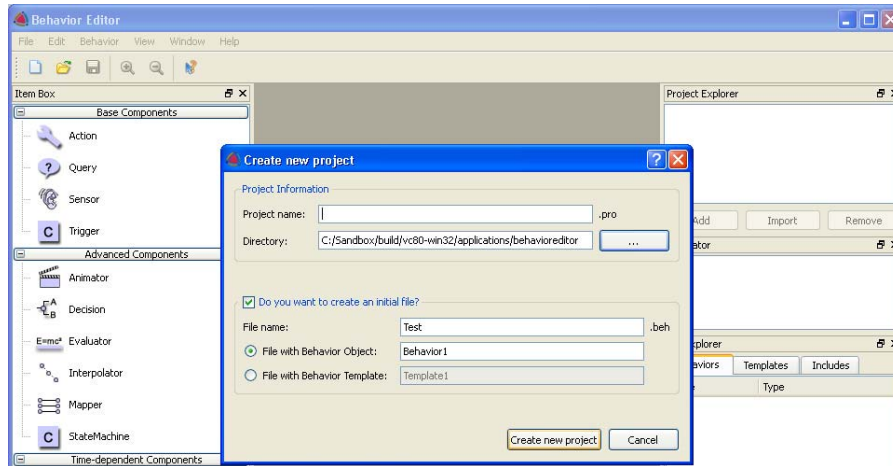 Behavior Editor
File Edit Behavior View Window Help
Item Box
Project Explorer
Base Components
Action
? Query
Sensor
C Trigger
Advanced Components
Animator
A B Decision
E=mc² Evaluator
Interpolator
Mapper
C StateMachine
Time-dependent Components
Add Import Remove
Templates Includes
Type
Create new project
Project Information
Project name: .pro
Directory: C:/Sandbox/build/vc80-win32/applications/behavioreditor ...
Do you want to create an initial file?
File name: Test .beh
File with Behavior Object: Behavior1
File with Behavior Template: Template1
Create new project Cancel